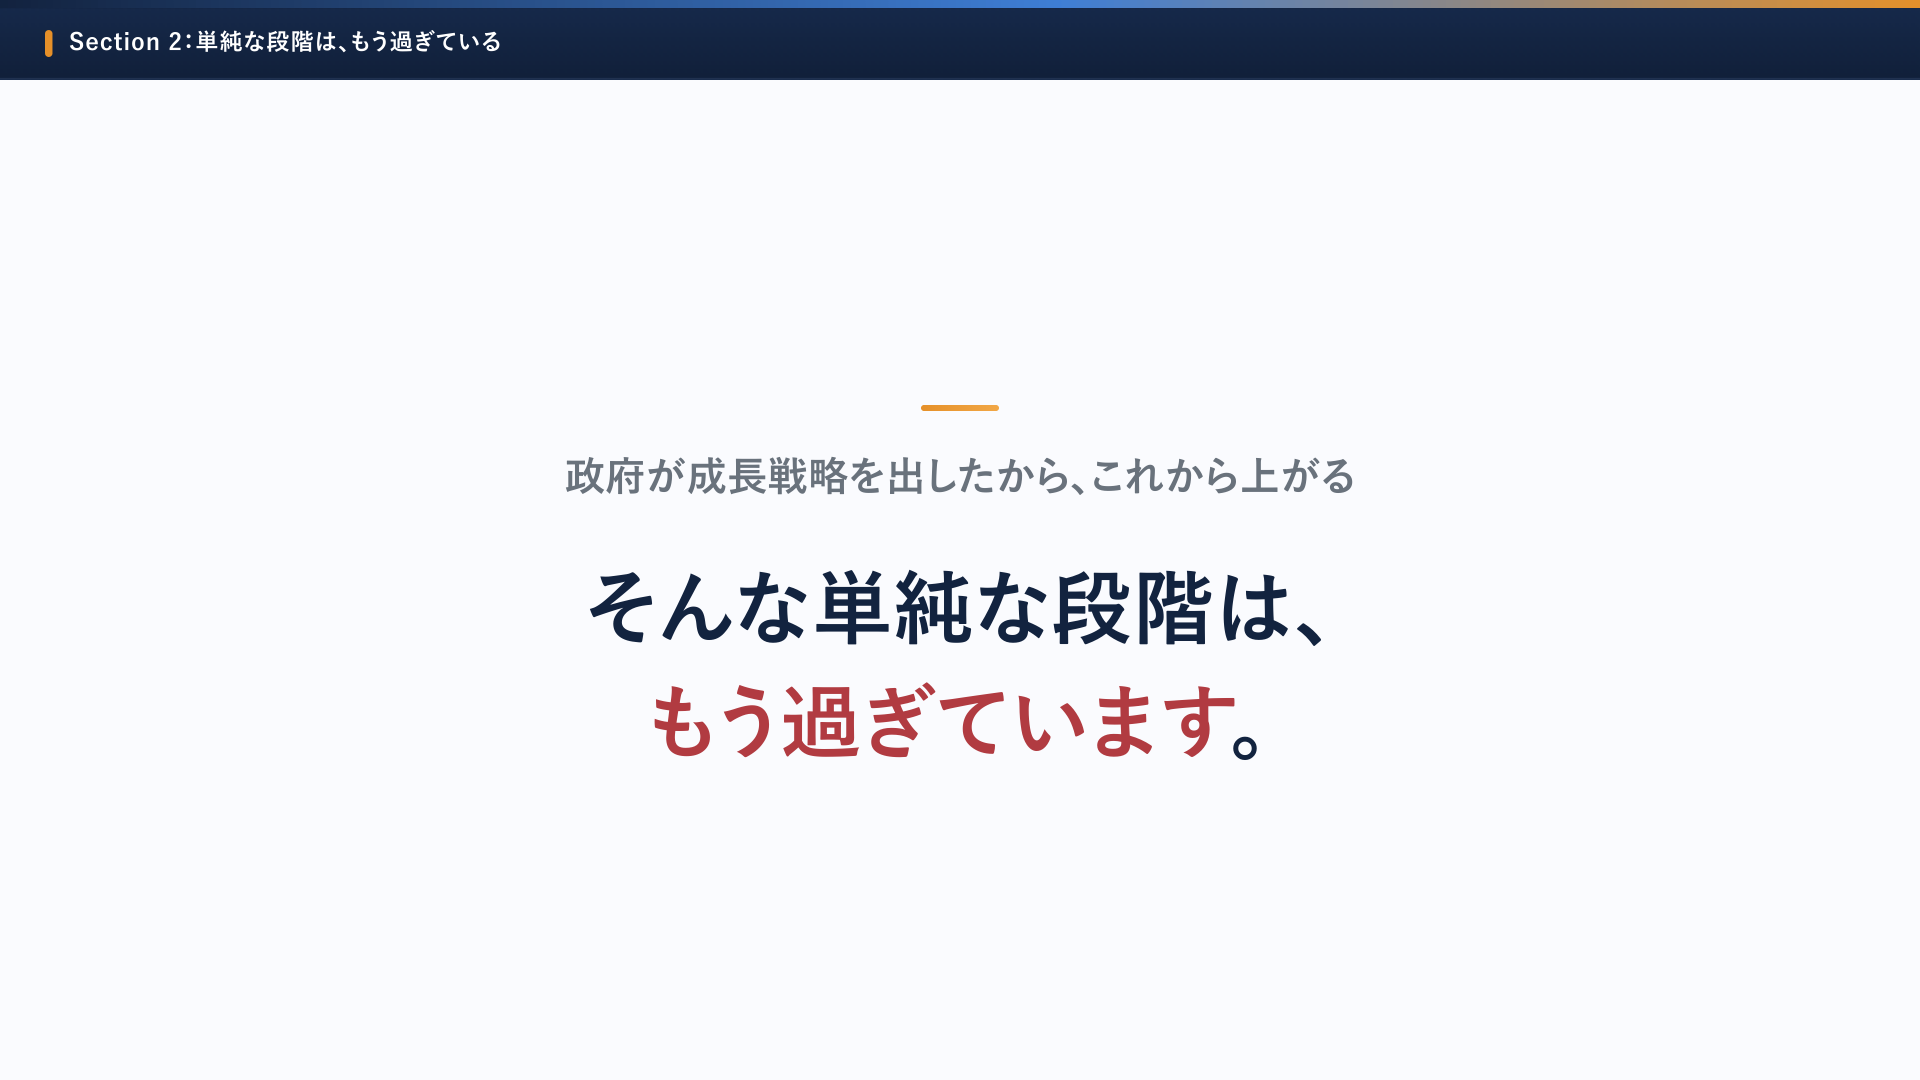 Section 2：単純な段階は、もう過ぎている
政府が成長戦略を出したから、これから上がる
そんな単純な段階は、
もう過ぎています。